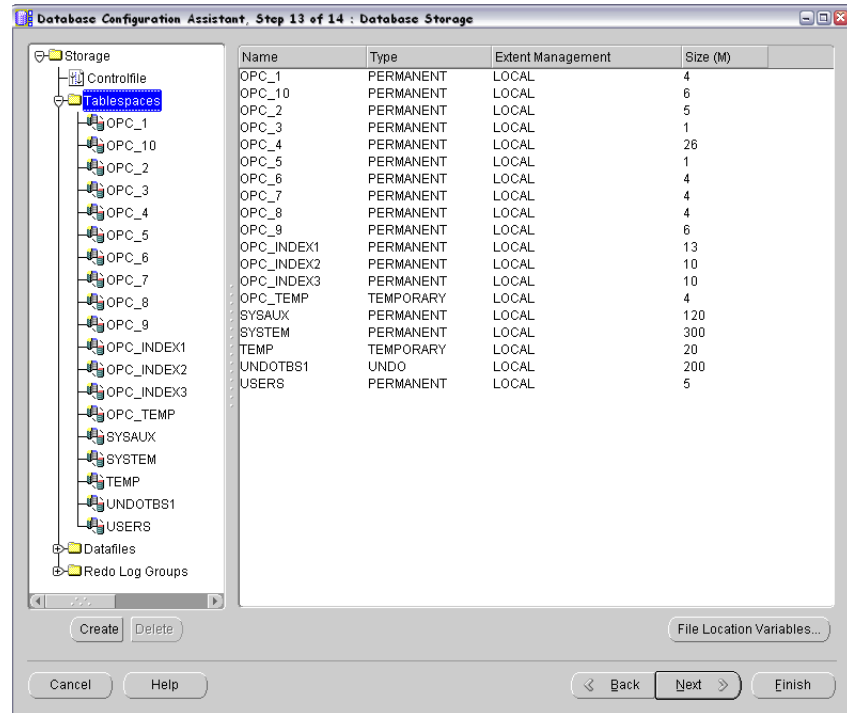 Database Configuration Assistant, Step 13 of 14 : Database Storage
Storage
Controlfile
Tablespaces
OPC_1
OPC_10
OPC_2
OPC_3
OPC_4
OPC_5
OPC_6
OPC_7
OPC_8
OPC_9
OPC_INDEX1
OPC_INDEX2
OPC_INDEX3
OPC_TEMP
SYSAUX
SYSTEM
TEMP
UNDOTBS1
USERS
Datafiles
Redo Log Groups
Name Type Extent Management Size (M)
OPC_1 PERMANENT LOCAL 4
OPC_10 PERMANENT LOCAL 6
OPC_2 PERMANENT LOCAL 5
OPC_3 PERMANENT LOCAL 1
OPC_4 PERMANENT LOCAL 26
OPC_5 PERMANENT LOCAL 1
OPC_6 PERMANENT LOCAL 4
OPC_7 PERMANENT LOCAL 4
OPC_8 PERMANENT LOCAL 4
OPC_9 PERMANENT LOCAL 6
OPC_INDEX1 PERMANENT LOCAL 13
OPC_INDEX2 PERMANENT LOCAL 10
OPC_INDEX3 PERMANENT LOCAL 10
OPC_TEMP TEMPORARY LOCAL 4
SYSAUX PERMANENT LOCAL 120
SYSTEM PERMANENT LOCAL 300
TEMP TEMPORARY LOCAL 20
UNDOTBS1 UNDO LOCAL 200
USERS PERMANENT LOCAL 5
Create Delete File Location Variables...
Cancel Help Back Next Finish